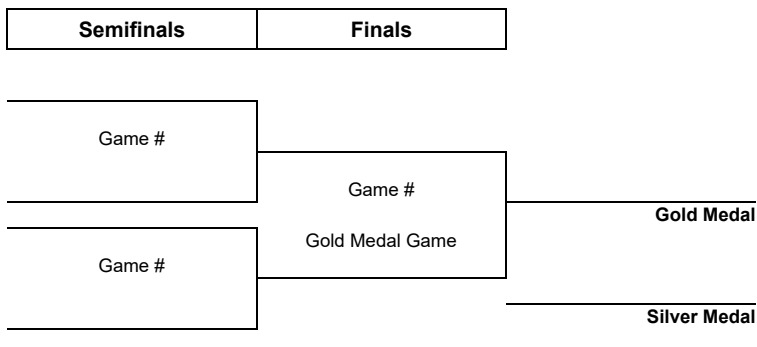 Semifinals Finals
Game #
Game #
Gold Medal
Gold Medal Game
Game #
Silver Medal